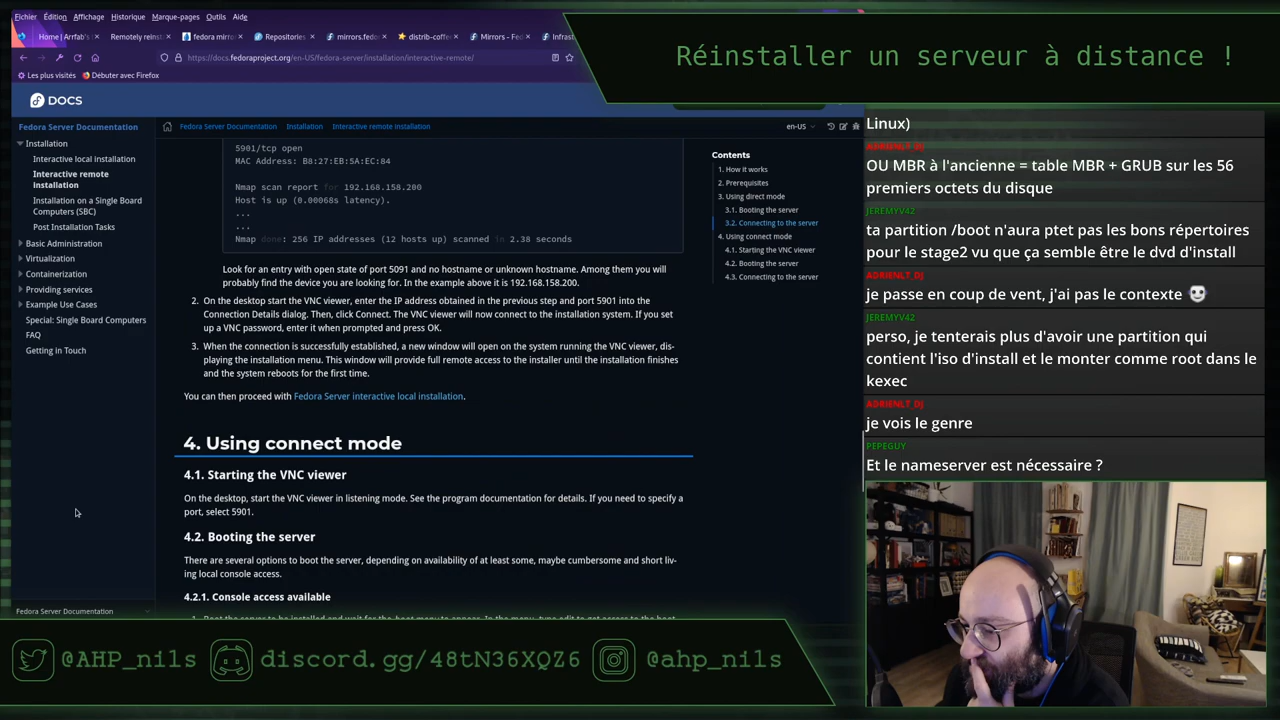 Fichier Édition Affichage Historique Marque-pages Outils Aide
Réinstaller un serveur à distance !
Home | Arrfab's Remotely reinst fedora mirro Repositories mirrors.fedo distrib-coffe Mirrors - Fed Infrast
https://docs.fedoraproject.org/en-US/fedora-server/installation/interactive-remote/
Les plus visités Débuter avec Firefox
DOCS
Fedora Server Documentation
Installation
Interactive local installation
Interactive remote
installation
Installation on a Single Board
Computers (SBC)
Post Installation Tasks
Basic Administration
Virtualization
Containerization
Providing services
Example Use Cases
Special: Single Board Computers
FAQ
Getting in Touch
Fedora Server Documentation
Fedora Server Documentation Installation Interactive remote installation
en-US
5901/tcp open
MAC Address: B8:27:EB:5A:EC:84
Nmap scan report for 192.168.158.200
Host is up (0.00068s latency).
...
...
Nmap done: 256 IP addresses (12 hosts up) scanned in 2.38 seconds
Look for an entry with open state of port 5091 and no hostname or unknown hostname. Among them you will
probably find the device you are looking for. In the example above it is 192.168.158.200.
2. On the desktop start the VNC viewer, enter the IP address obtained in the previous step and port 5901 into the
Connection Details dialog. Then, click Connect. The VNC viewer will now connect to the installation system. If you set
up a VNC password, enter it when prompted and press OK.
3. When the connection is successfully established, a new window will open on the system running the VNC viewer, dis-
playing the installation menu. This window will provide full remote access to the installer until the installation finishes
and the system reboots for the first time.
You can then proceed with Fedora Server interactive local installation.
4. Using connect mode
4.1. Starting the VNC viewer
On the desktop, start the VNC viewer in listening mode. See the program documentation for details. If you need to specify a
port, select 5901.
4.2. Booting the server
There are several options to boot the server, depending on availability of at least some, maybe cumbersome and short liv-
ing local console access.
4.2.1. Console access available
Contents
1. How it works
2. Prerequisites
3. Using direct mode
3.1. Booting the server
3.2. Connecting to the server
4. Using connect mode
4.1. Starting the VNC viewer
4.2. Booting the server
4.3. Connecting to the server
Linux)
ADRIENLT_DJ
OU MBR à l'ancienne = table MBR + GRUB sur les 56
premiers octets du disque
JEREMYV42
ta partition /boot n'aura ptet pas les bons répertoires
pour le stage2 vu que ça semble être le dvd d'install
ADRIENLT_DJ
je passe en coup de vent, j'ai pas le contexte
JEREMYV42
perso, je tenterais plus d'avoir une partition qui
contient l'iso d'install et le monter comme root dans le
kexec
ADRIENLT_DJ
je vois le genre
PEPEGUY
Et le nameserver est nécessaire ?
@AHP_nils discord.gg/48tN36XQZ6 @ahp_nils